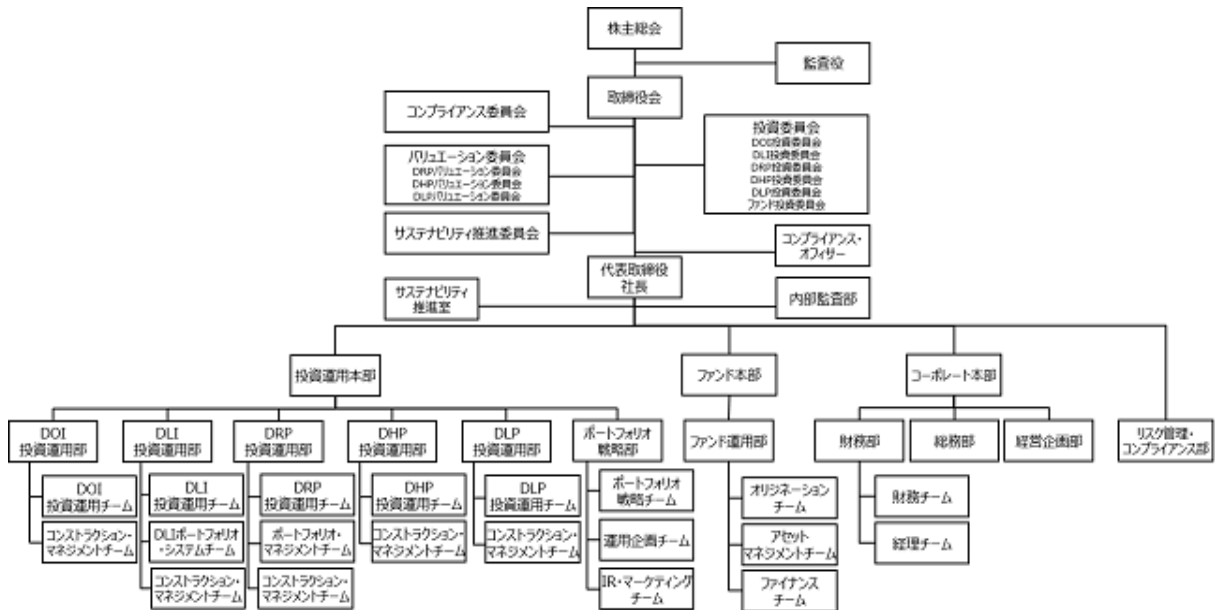 株主総会
監査役
取締役会
コンプライアンス委員会
投資委員会
DOI投資委員会
DLI投資委員会
DRP投資委員会
DHP投資委員会
DLP投資委員会
ファンド投資委員会
バリュエーション委員会
DRPバリュエーション委員会
DHPバリュエーション委員会
DLPバリュエーション委員会
サステナビリティ推進委員会
コンプライアンス・
オフィサー
代表取締役
社長
サステナビリティ
推進室
内部監査部
投資運用本部
ファンド本部
コーポレート本部
DOI
投資運用部
DLI
投資運用部
DRP
投資運用部
DHP
投資運用部
DLP
投資運用部
ポートフォリオ
戦略部
ファンド運用部
財務部
総務部
経営企画部
リスク管理・
コンプライアンス部
DOI
投資運用チーム
コンストラクション・
マネジメントチーム
DLI
投資運用チーム
DLIポートフォリオ
・システムチーム
コンストラクション・
マネジメントチーム
DRP
投資運用チーム
ポートフォリオ・
マネジメントチーム
コンストラクション・
マネジメントチーム
DHP
投資運用チーム
コンストラクション・
マネジメントチーム
DLP
投資運用チーム
コンストラクション・
マネジメントチーム
ポートフォリオ
戦略チーム
運用企画チーム
IR・マーケティング
チーム
オリジネーション
チーム
アセット
マネジメントチーム
ファイナンス
チーム
財務チーム
経理チーム